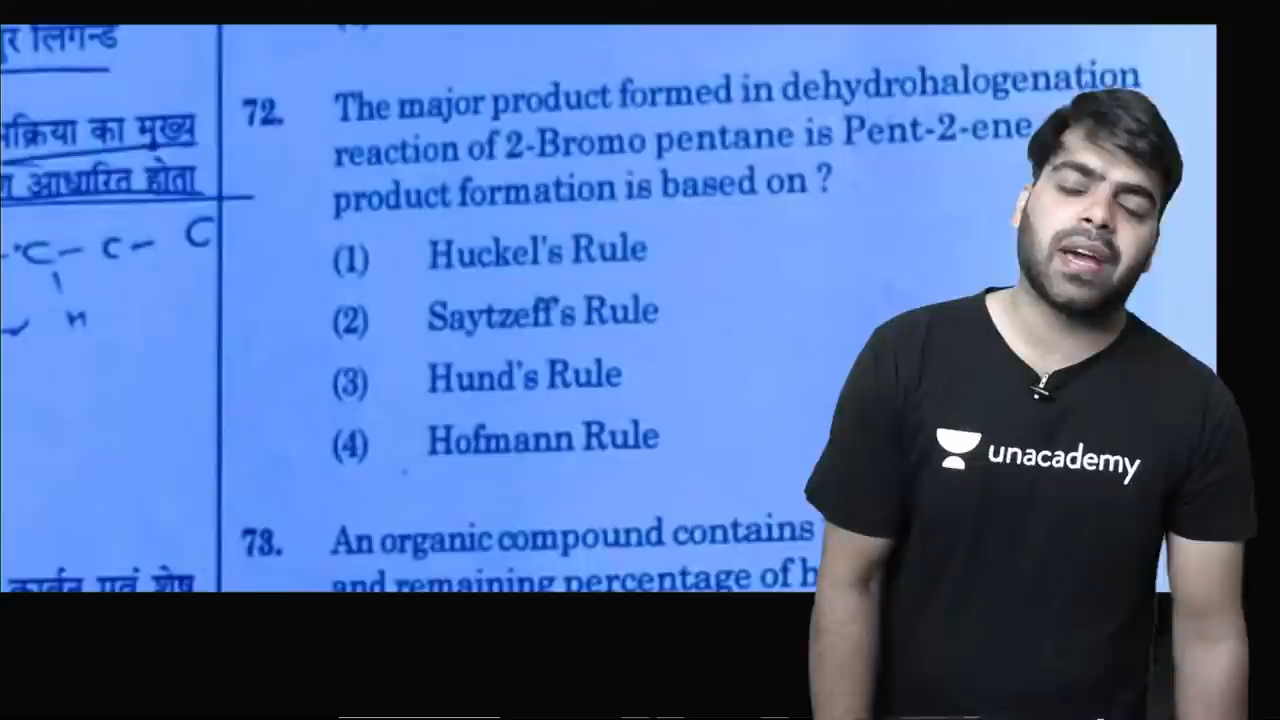 लिगन्ड
का मुख्य
आधारित होता
C – C – C
H
72. The major product formed in dehydrohalogenation
reaction of 2-Bromo pentane is Pent-2-ene
product formation is based on ?
(1) Huckel's Rule
(2) Saytzeff's Rule
(3) Hund's Rule
(4) Hofmann Rule
73. An organic compound contains
and remaining percentage of
unacademy